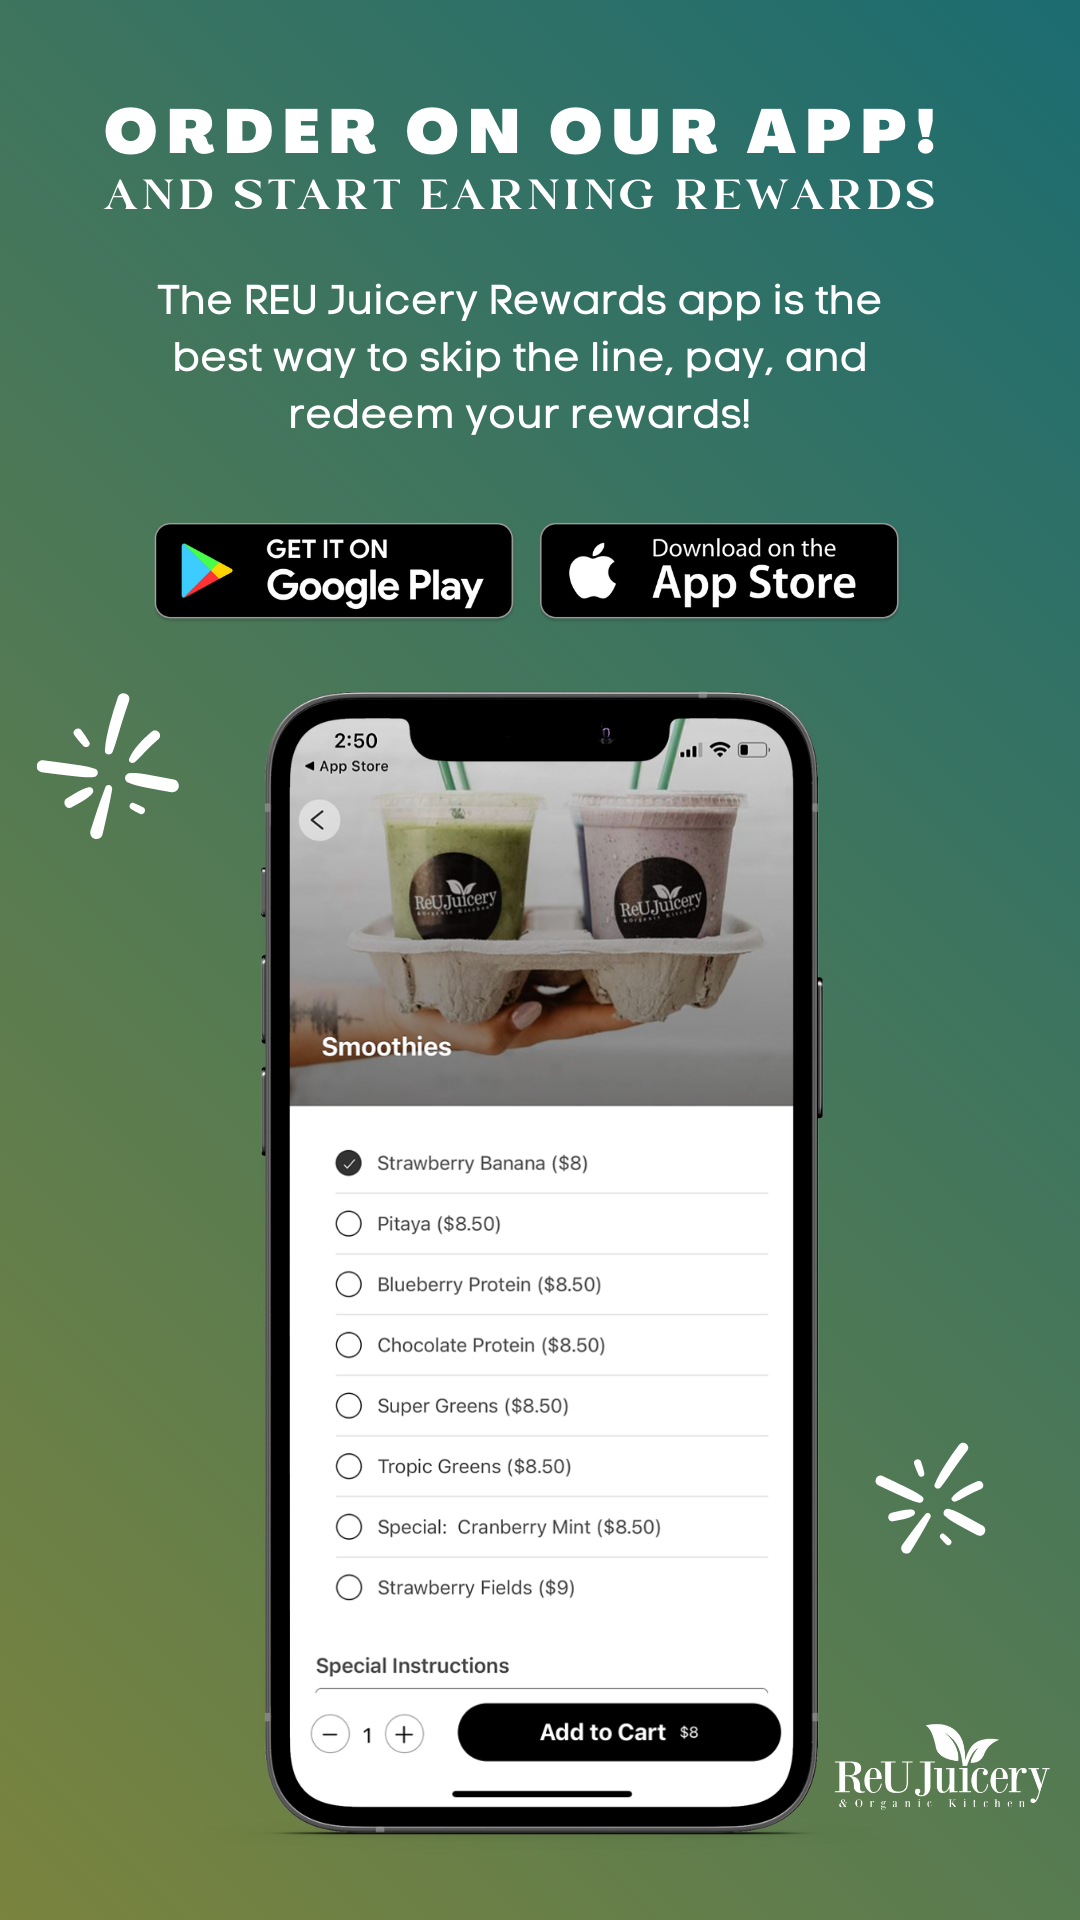 ORDER ON OUR APP!
AND START EARNING REWARDS
The REU Juicery Rewards app is the
best way to skip the line, pay, and
redeem your rewards!
GET IT ON
Google Play
Download on the
App Store
2:50
App Store
ReU Juicery
& Organic Kitchen
ReU Juicery
& Organic Kitchen
Smoothies
Strawberry Banana ($8)
Pitaya ($8.50)
Blueberry Protein ($8.50)
Chocolate Protein ($8.50)
Super Greens ($8.50)
Tropic Greens ($8.50)
Special:  Cranberry Mint ($8.50)
Strawberry Fields ($9)
Special Instructions
1
Add to Cart $8
ReU Juicery
& Organic Kitchen